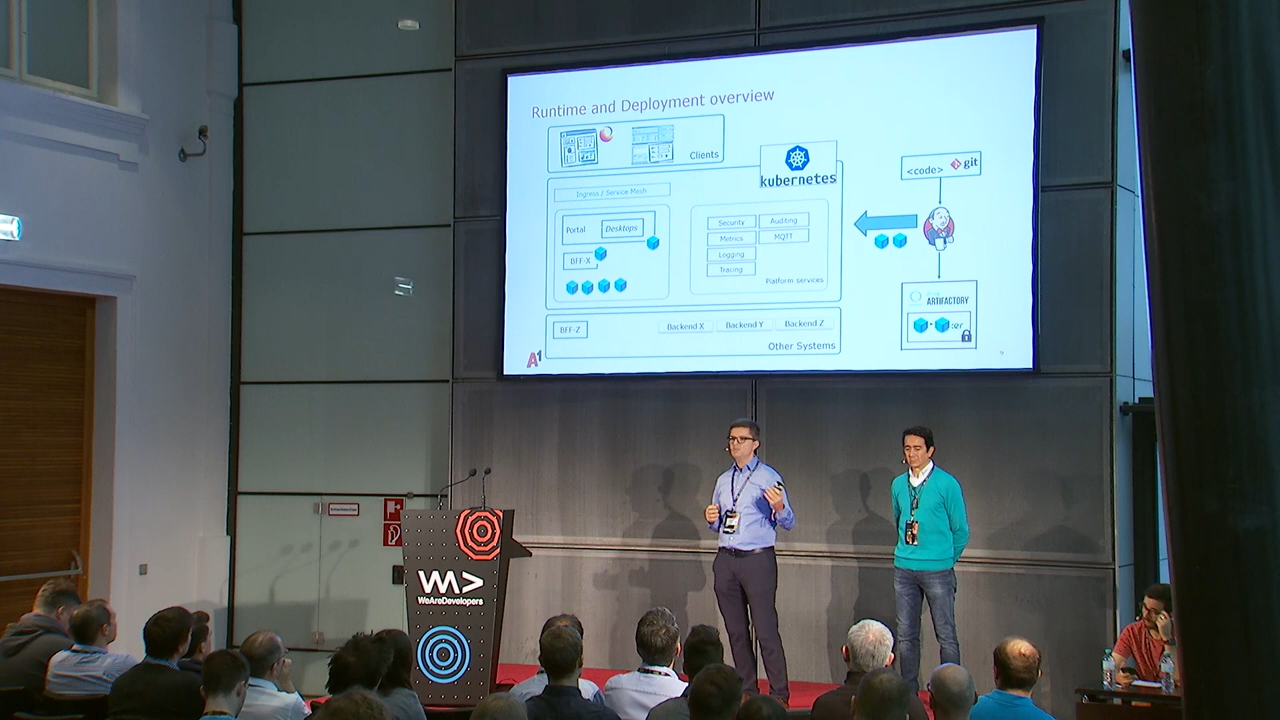 Runtime and Deployment overview
Clients
kubernetes
<code> git
Ingress / Service Mesh
Portal Desktops
BFF-X
Security Auditing
Metrics MQTT
Logging
Tracing
Platform services
ARTIFACTORY
BFF-Z
Backend X Backend Y Backend Z
Other Systems
A1
9
WeAreDevelopers